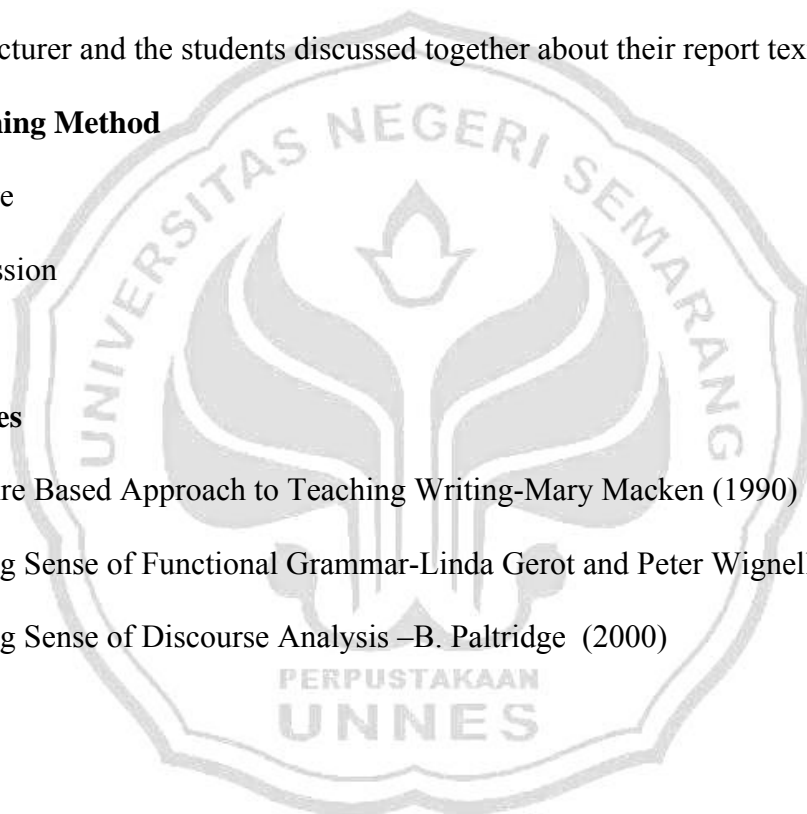 cturer and the students discussed together about their report tex
ning Method
e
ssion
es
re Based Approach to Teaching Writing-Mary Macken (1990)
g Sense of Functional Grammar-Linda Gerot and Peter Wignell
g Sense of Discourse Analysis –B. Paltridge (2000)
UNIVERSITAS NEGERI SEMARANG
PERPUSTAKAAN
UNNES